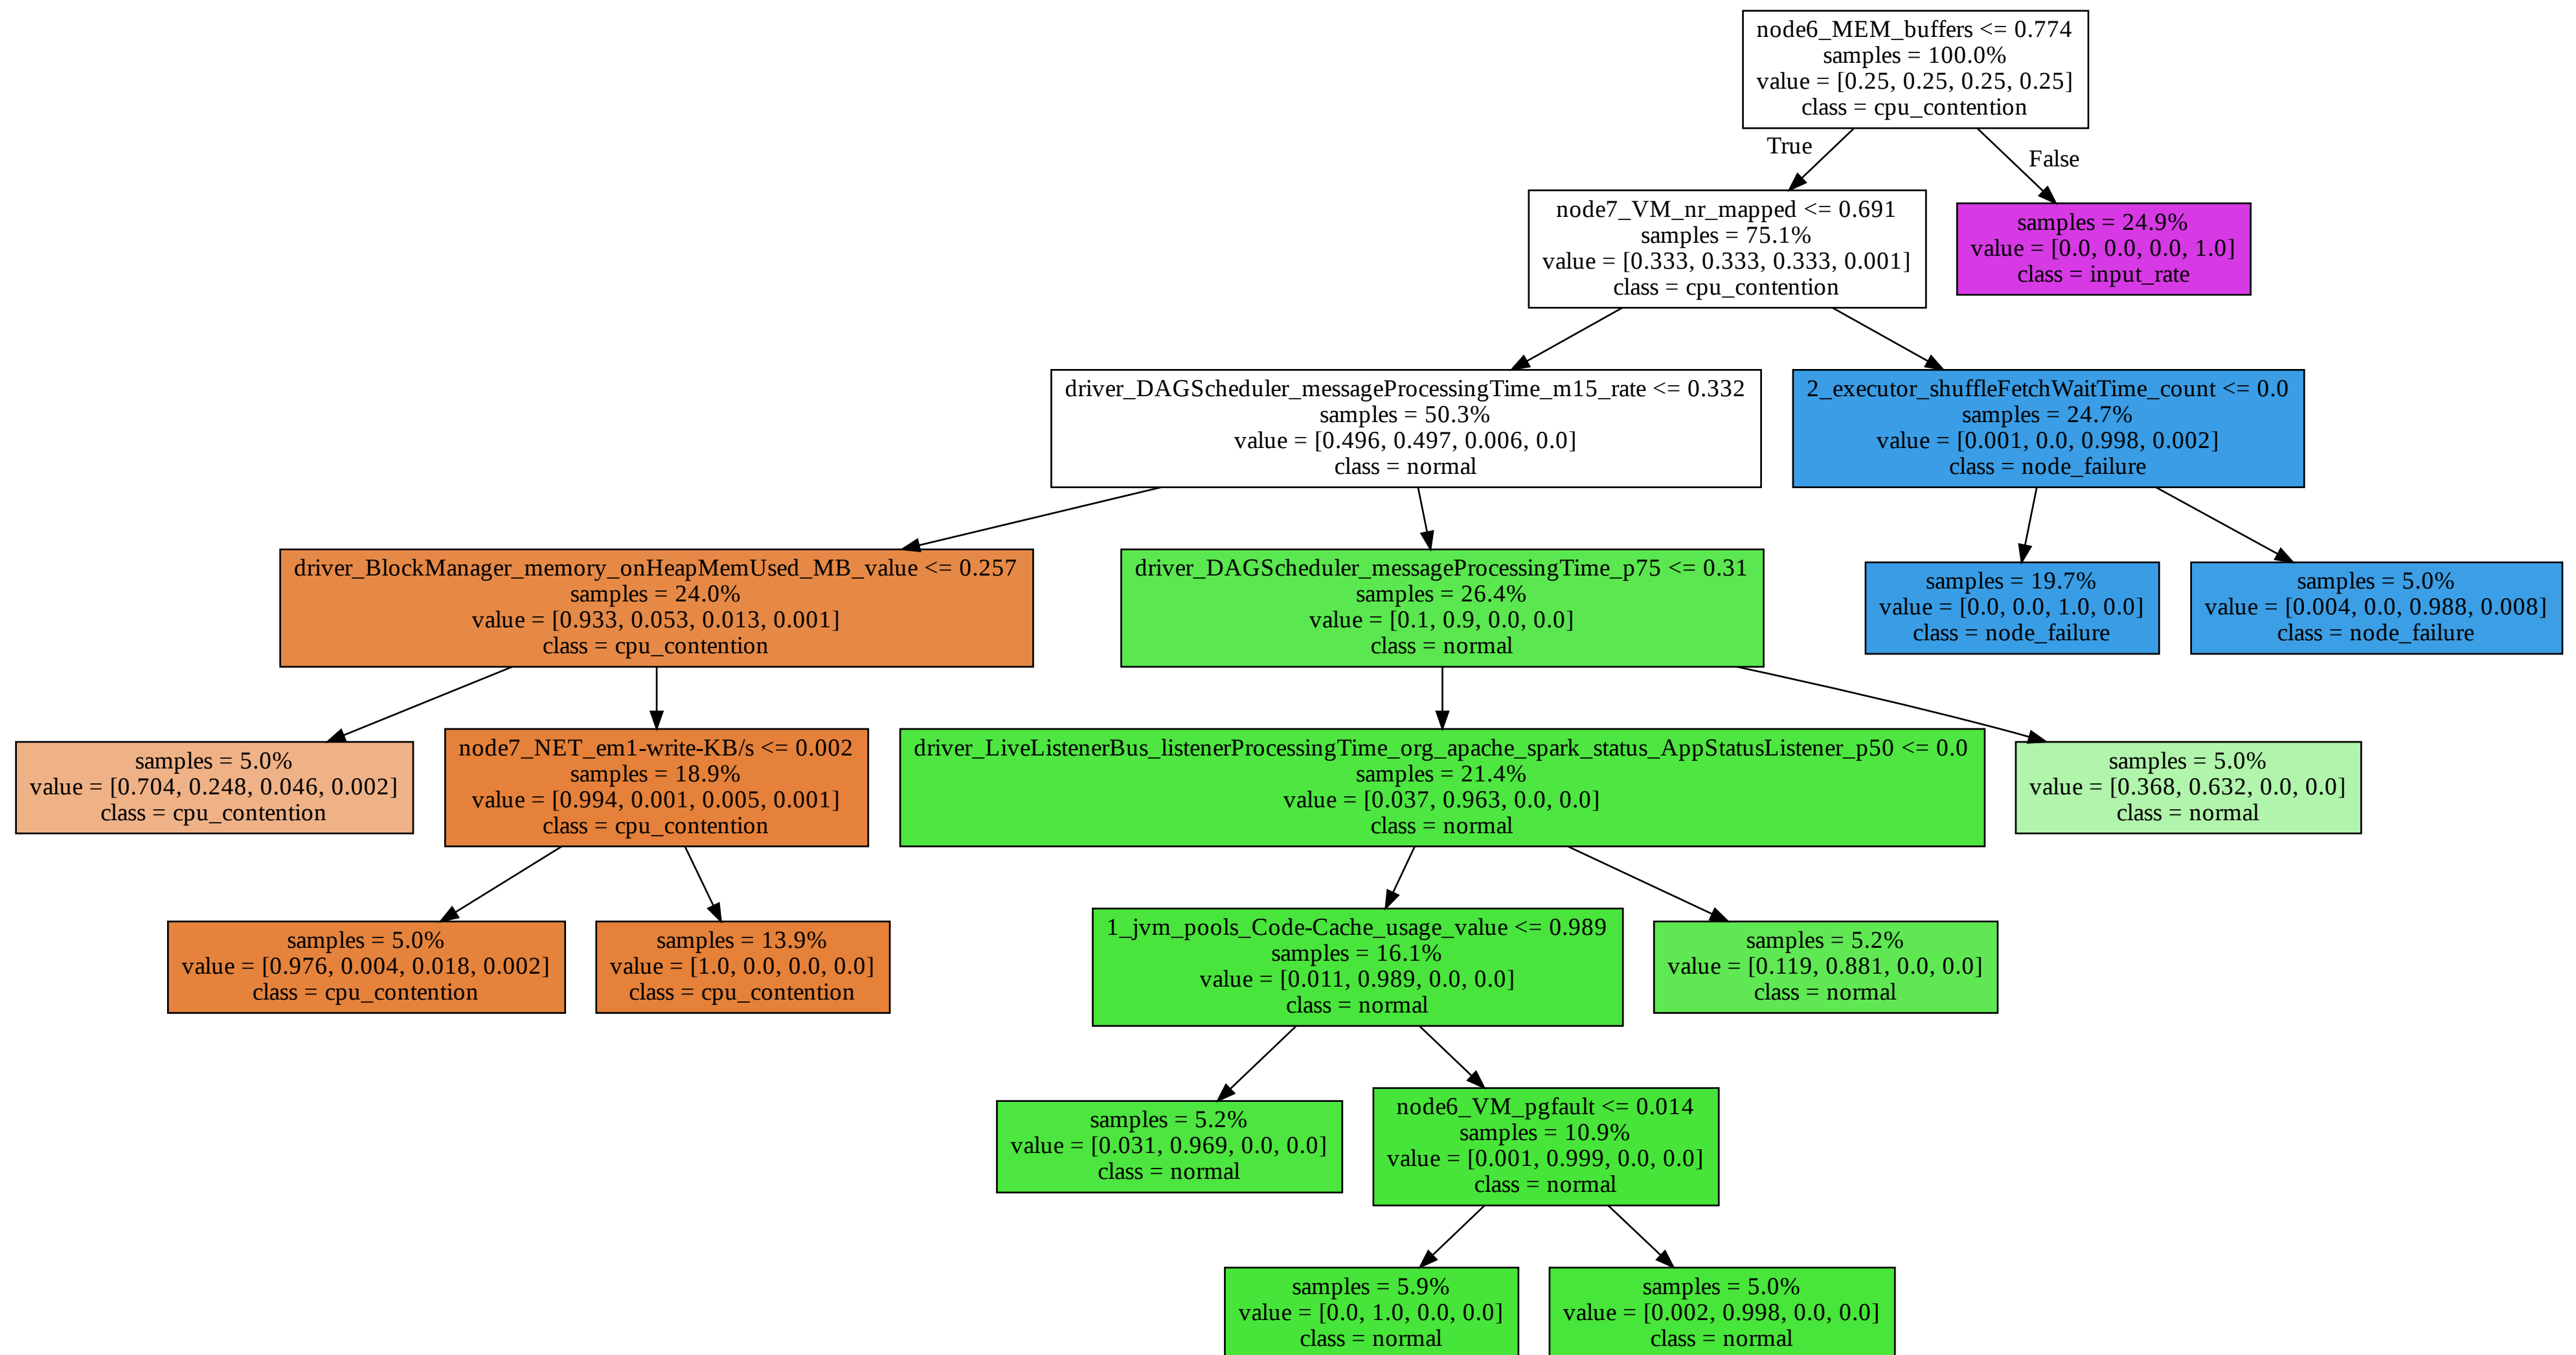 node6_MEM_buffers <= 0.774
samples = 100.0%
value = [0.25, 0.25, 0.25, 0.25]
class = cpu_contention
True
False
node7_VM_nr_mapped <= 0.691
samples = 75.1%
value = [0.333, 0.333, 0.333, 0.001]
class = cpu_contention
samples = 24.9%
value = [0.0, 0.0, 0.0, 1.0]
class = input_rate
driver_DAGScheduler_messageProcessingTime_m15_rate <= 0.332
samples = 50.3%
value = [0.496, 0.497, 0.006, 0.0]
class = normal
2_executor_shuffleFetchWaitTime_count <= 0.0
samples = 24.7%
value = [0.001, 0.0, 0.998, 0.002]
class = node_failure
driver_BlockManager_memory_onHeapMemUsed_MB_value <= 0.257
samples = 24.0%
value = [0.933, 0.053, 0.013, 0.001]
class = cpu_contention
driver_DAGScheduler_messageProcessingTime_p75 <= 0.31
samples = 26.4%
value = [0.1, 0.9, 0.0, 0.0]
class = normal
samples = 19.7%
value = [0.0, 0.0, 1.0, 0.0]
class = node_failure
samples = 5.0%
value = [0.004, 0.0, 0.988, 0.008]
class = node_failure
samples = 5.0%
value = [0.704, 0.248, 0.046, 0.002]
class = cpu_contention
node7_NET_em1-write-KB/s <= 0.002
samples = 18.9%
value = [0.994, 0.001, 0.005, 0.001]
class = cpu_contention
driver_LiveListenerBus_listenerProcessingTime_org_apache_spark_status_AppStatusListener_p50 <= 0.0
samples = 21.4%
value = [0.037, 0.963, 0.0, 0.0]
class = normal
samples = 5.0%
value = [0.368, 0.632, 0.0, 0.0]
class = normal
samples = 5.0%
value = [0.976, 0.004, 0.018, 0.002]
class = cpu_contention
samples = 13.9%
value = [1.0, 0.0, 0.0, 0.0]
class = cpu_contention
1_jvm_pools_Code-Cache_usage_value <= 0.989
samples = 16.1%
value = [0.011, 0.989, 0.0, 0.0]
class = normal
samples = 5.2%
value = [0.119, 0.881, 0.0, 0.0]
class = normal
samples = 5.2%
value = [0.031, 0.969, 0.0, 0.0]
class = normal
node6_VM_pgfault <= 0.014
samples = 10.9%
value = [0.001, 0.999, 0.0, 0.0]
class = normal
samples = 5.9%
value = [0.0, 1.0, 0.0, 0.0]
class = normal
samples = 5.0%
value = [0.002, 0.998, 0.0, 0.0]
class = normal